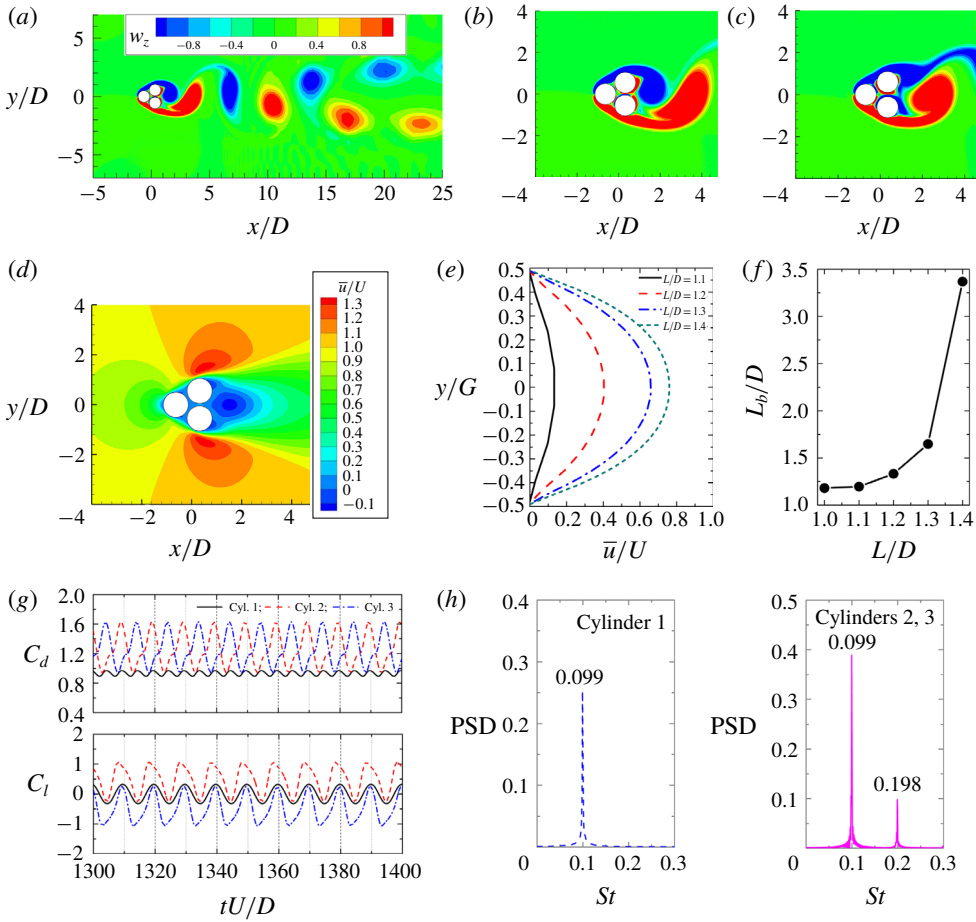 (a)
w_z
−0.8 −0.4 0.4 0.8
y/D
5
0
−5
−5 0 5 10 15 20 25
x/D
(b)
4
2
0
−2
−4
−4 −2 0 2 4
x/D
(c)
4
2
0
−2
−4
−4 −2 0 2 4
x/D
(d)
y/D
4
2
0
−2
−4
−4 −2 0 2 4
x/D
u̅/U
1.3
1.2
1.1
1.0
0.9
0.8
0.7
0.6
0.5
0.4
0.3
0.2
0.1
0
−0.1
(e)
y/G
0.5
0.4
0.3
0.2
0.1
0
−0.1
−0.2
−0.3
−0.4
−0.5
L/D = 1.1
L/D = 1.2
L/D = 1.3
L/D = 1.4
0 0.2 0.4 0.6 0.8 1.0
u̅/U
(f)
L_b/D
3.5
3.0
2.5
2.0
1.5
1.0
1.0 1.1 1.2 1.3 1.4
L/D
(g)
C_d
2.0
1.6
1.2
0.8
0.4
Cyl. 1; Cyl. 2; Cyl. 3
C_l
2
1
0
−1
−2
1300 1320 1340 1360 1380 1400
tU/D
(h)
PSD
0.4
0.3
0.2
0.1
Cylinder 1
0.099
0 0.1 0.2 0.3
St
PSD
0.5
0.4
0.3
0.2
0.1
Cylinders 2, 3
0.099
0.198
0 0.1 0.2 0.3
St